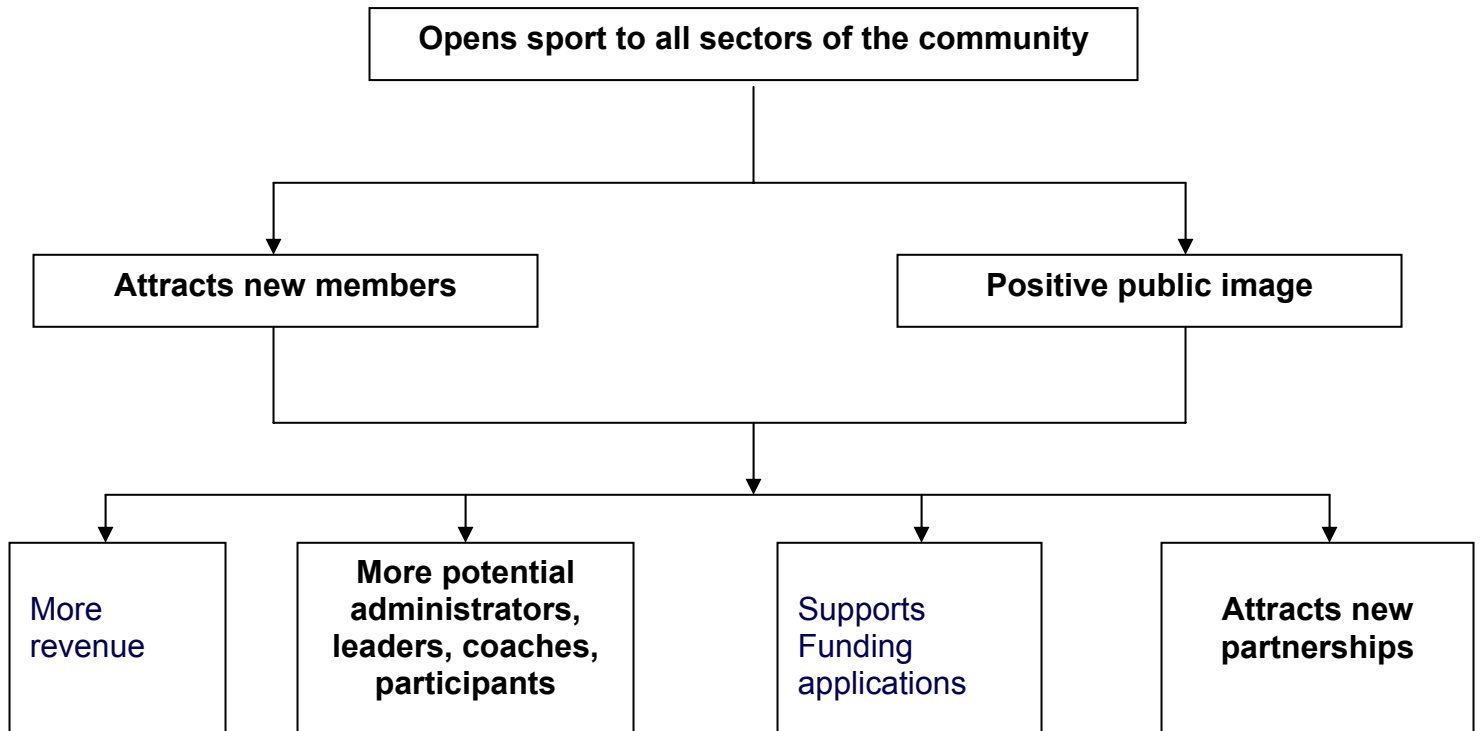 Opens sport to all sectors of the community
Attracts new members
Positive public image
More
revenue
More potential
administrators,
leaders, coaches,
participants
Supports
Funding
applications
Attracts new
partnerships